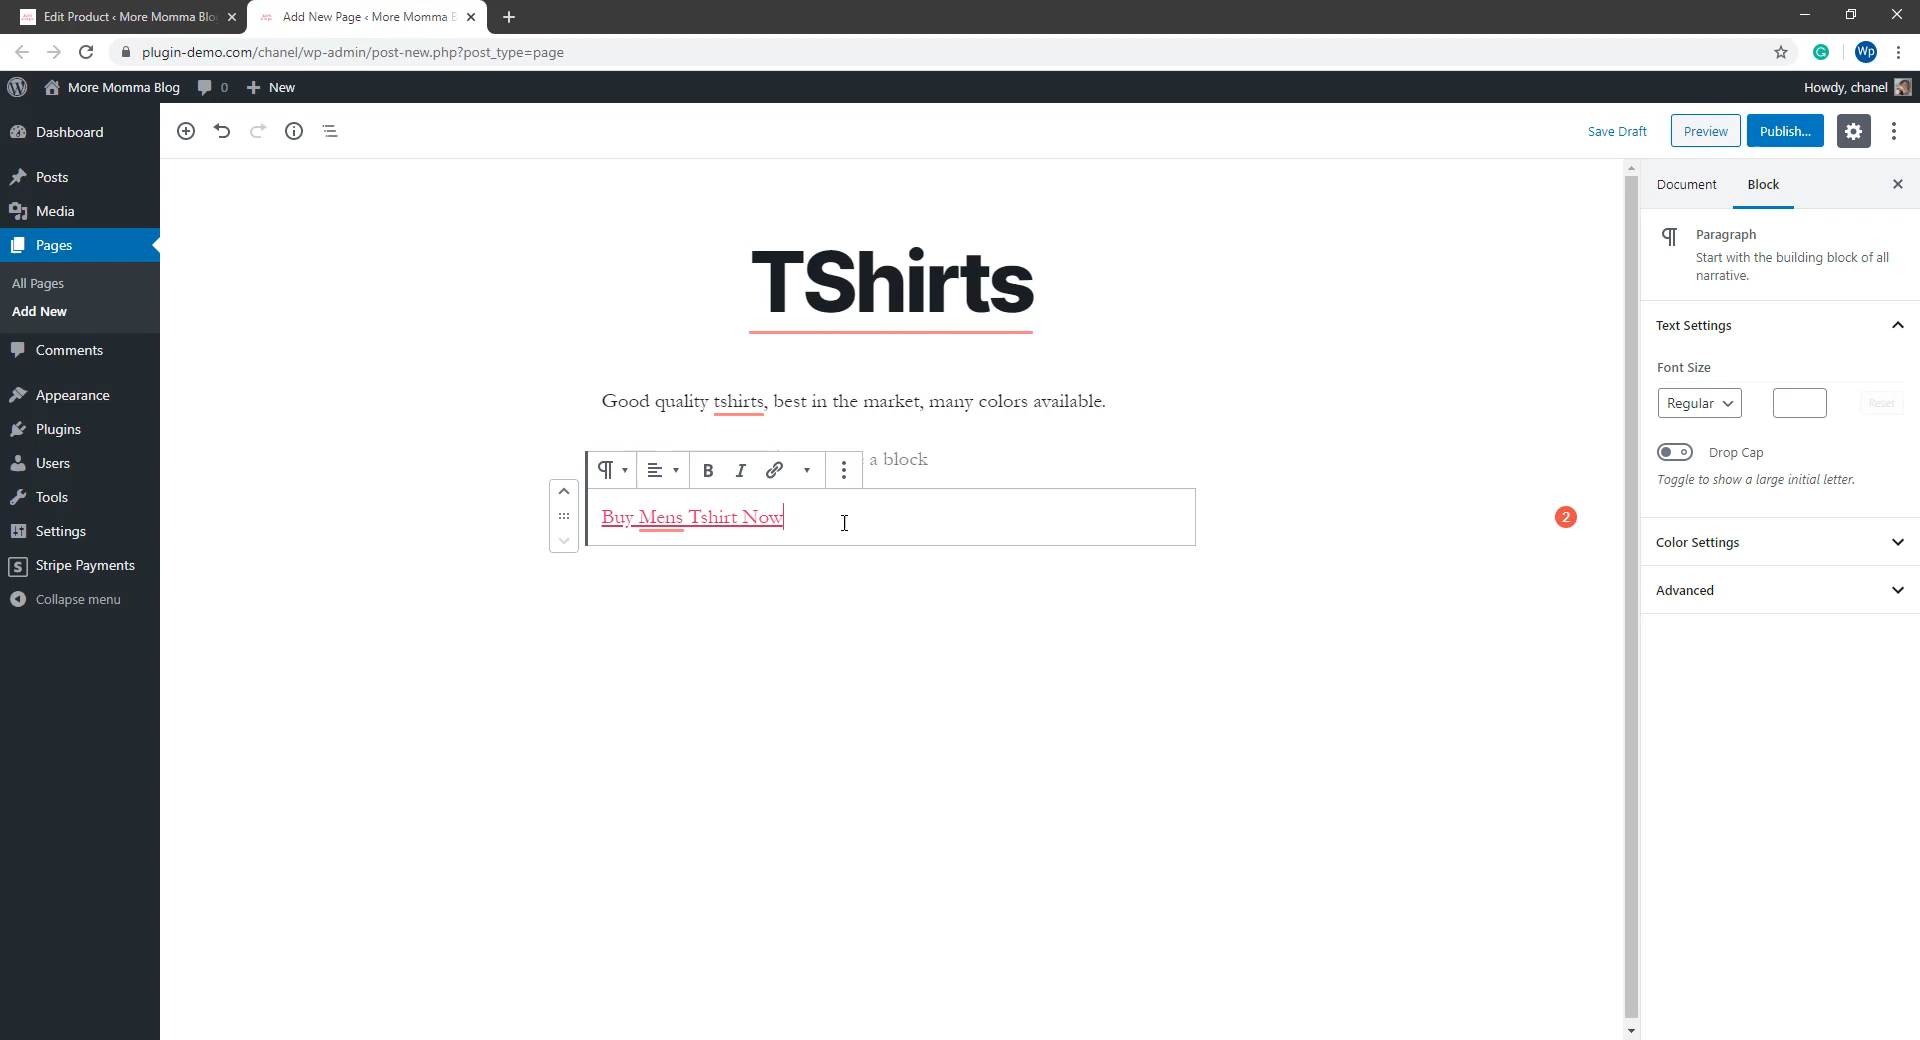 Edit Product ‹ More Momma Blo
Add New Page ‹ More Momma B
plugin-demo.com/chanel/wp-admin/post-new.php?post_type=page
Wp
More Momma Blog
0
New
Howdy, chanel
Dashboard
Posts
Media
Pages
All Pages
Add New
Comments
Appearance
Plugins
Users
Tools
Settings
S
Stripe Payments
Collapse menu
Save Draft
Preview
Publish...
TShirts
Good quality tshirts, best in the market, many colors available.
a block
B
I
Buy Mens Tshirt Now
2
Document
Block
Paragraph
Start with the building block of all
narrative.
Text Settings
Font Size
Regular
Reset
Drop Cap
Toggle to show a large initial letter.
Color Settings
Advanced